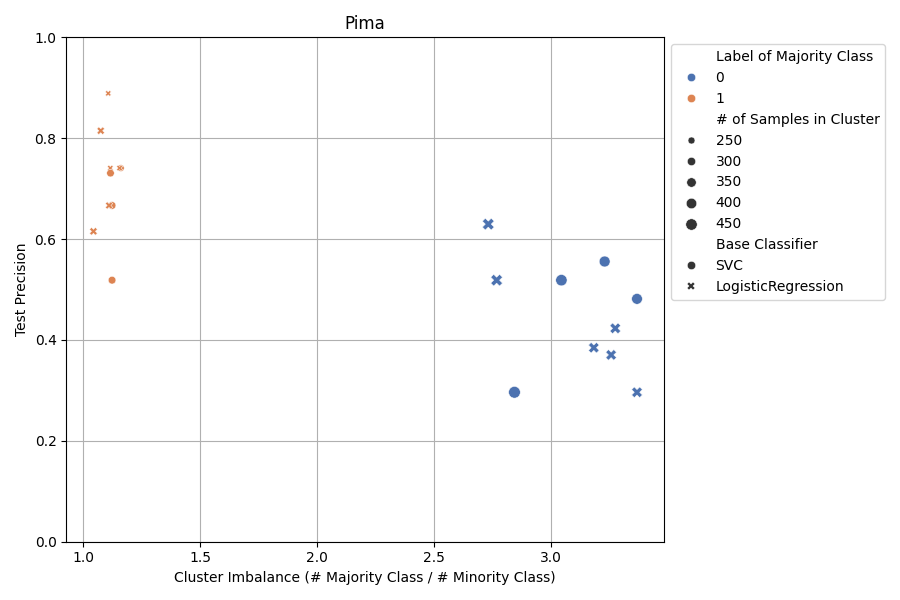 Pima
1.0
0.8
0.6
0.4
0.2
0.0
Test Precision
1.0
1.5
2.0
2.5
3.0
Cluster Imbalance (# Majority Class / # Minority Class)
Label of Majority Class
0
1
# of Samples in Cluster
250
300
350
400
450
Base Classifier
SVC
LogisticRegression